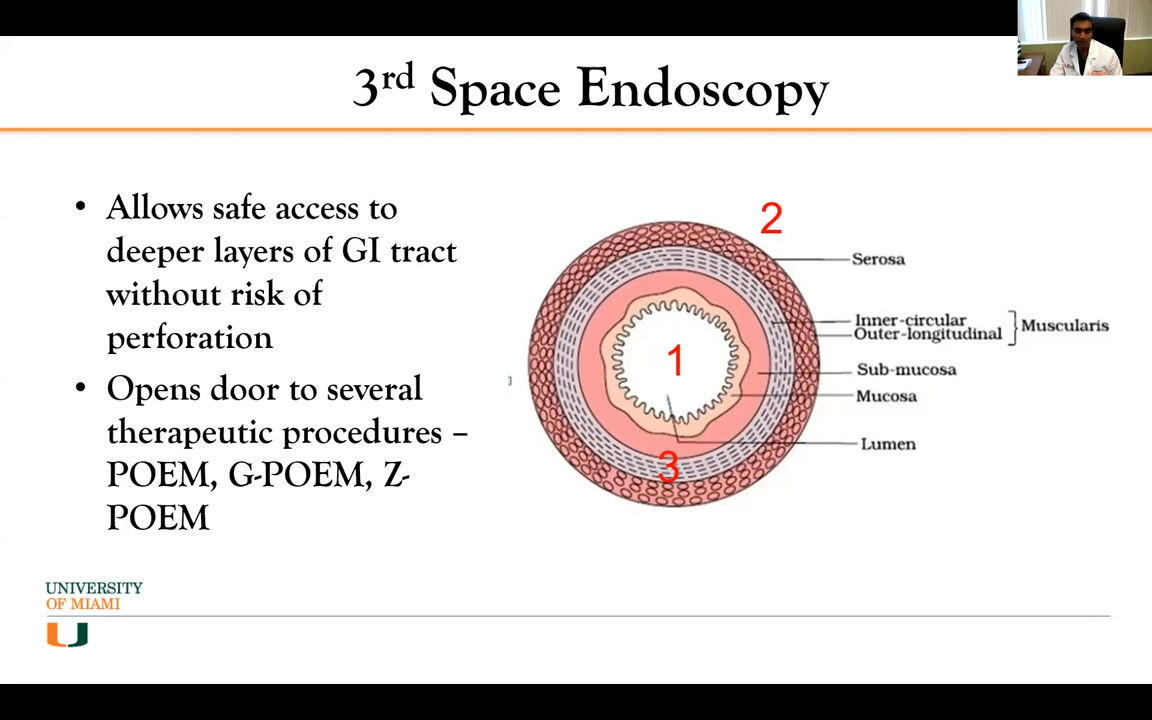 3rd Space Endoscopy
• Allows safe access to
deeper layers of GI tract
without risk of
perforation
• Opens door to several
therapeutic procedures –
POEM, G-POEM, Z-
POEM
2
Serosa
Inner-circular
Outer-longitudinal
Muscularis
1
Sub-mucosa
Mucosa
Lumen
3
UNIVERSITY
OF MIAMI
U